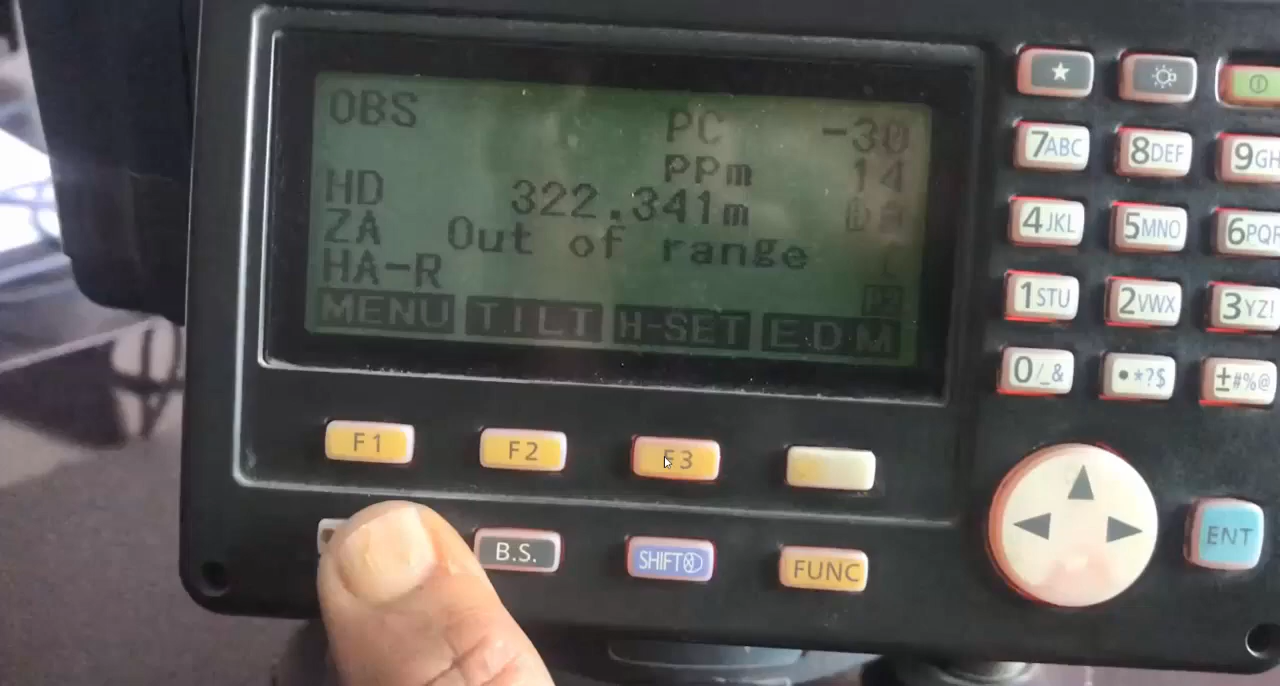 OBS
PC -30
PPm 14
HD 322.341m
ZA Out of range
HA-R
P2
MENU TILT H-SET EDM
F1 F2 F3
B.S. SHIFT FUNC
7ABC 8DEF 9GH
4JKL 5MNO 6PQR
1STU 2VWX 3YZ!
0/_& •*?$ ±#%@
ENT